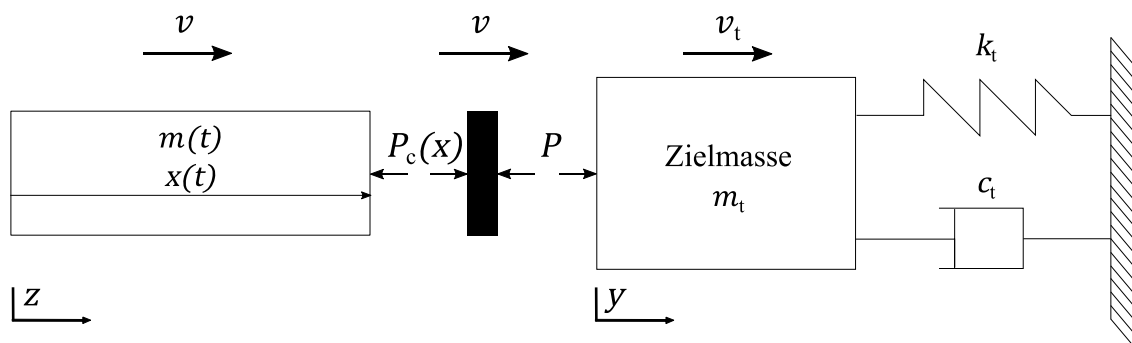 v
v
v_t
k_t
m(t)
x(t)
P_c(x)
P
Zielmasse
m_t
c_t
z
y